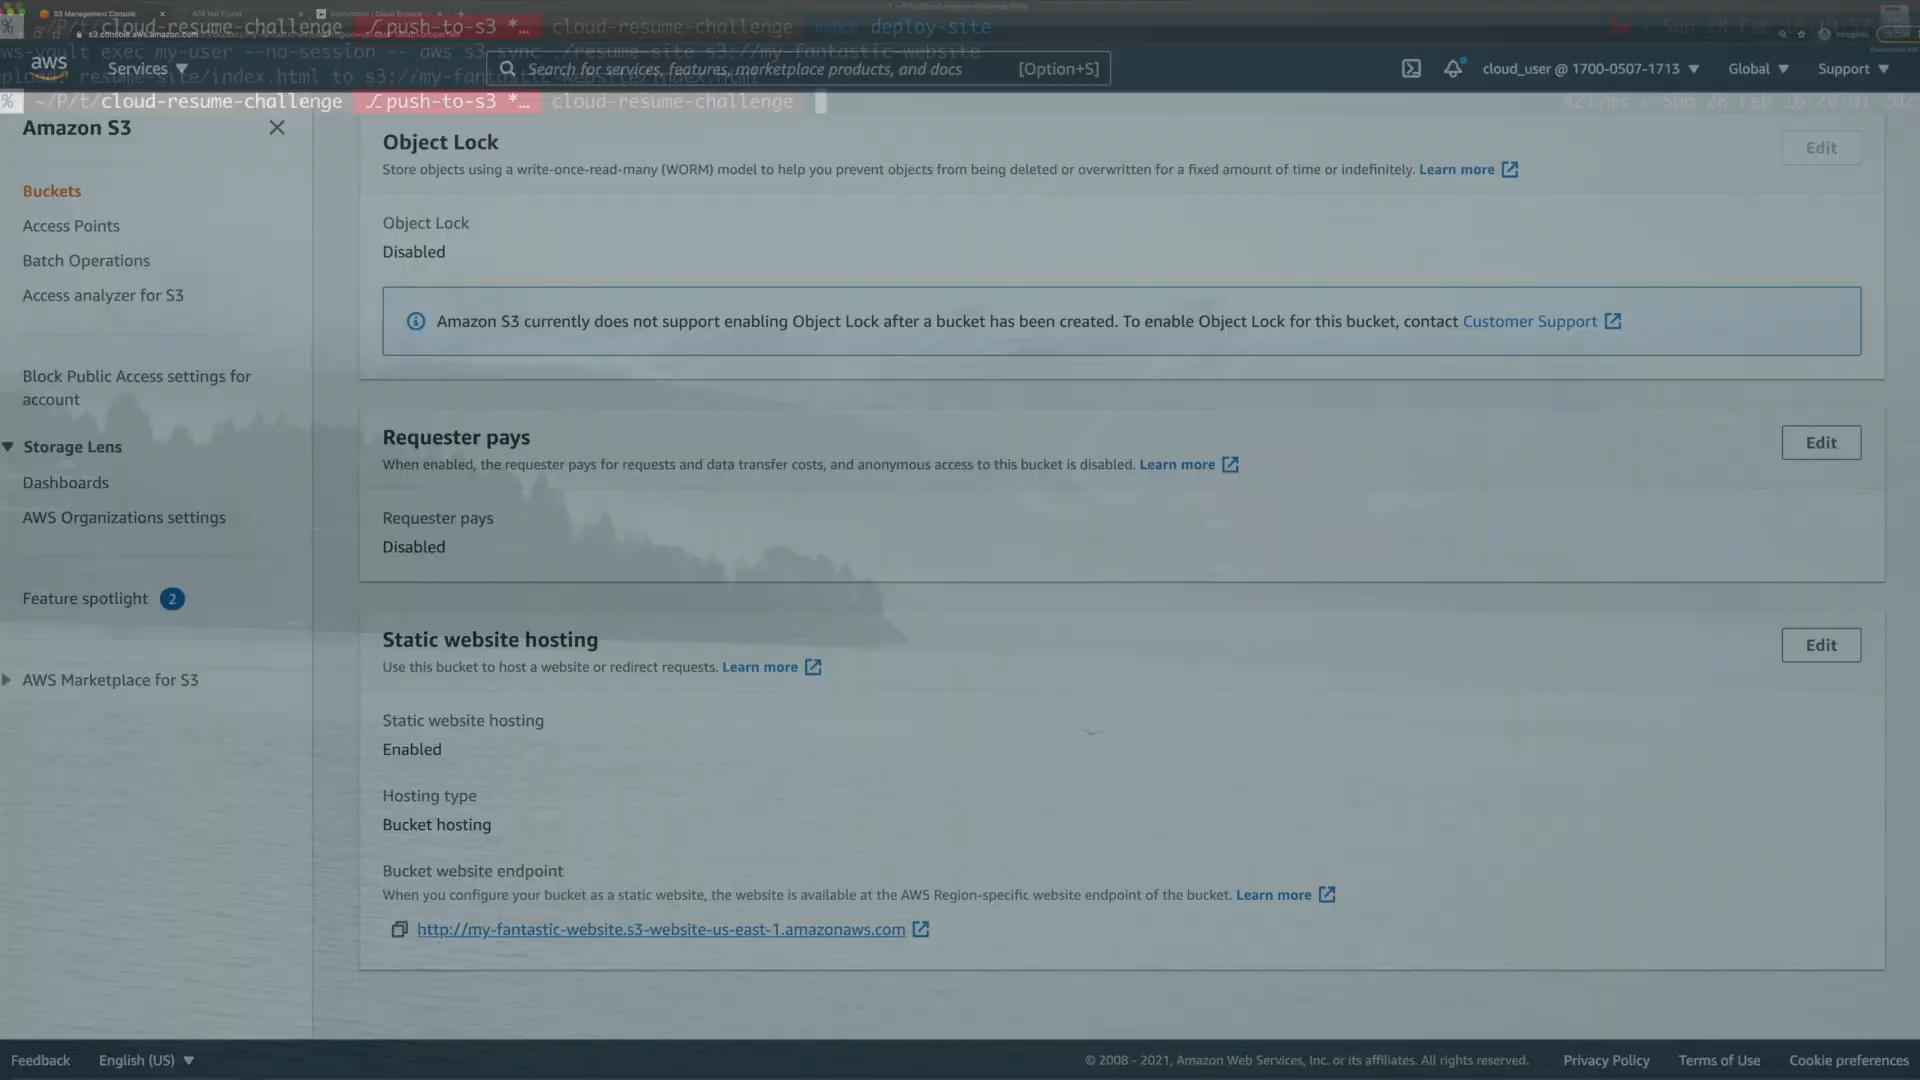 S3 Management Console
404 Not Found
s3.console.aws.amazon.com
Incognito
~/P/t/cloud-resume-challenge push-to-s3 *… cloud-resume-challenge make deploy-site
aws-vault exec my-user --no-session -- aws s3 sync ./resume-site s3://my-fantastic-website
upload: resume-site/index.html to s3://my-fantastic-website/index.html
% ~/P/t/cloud-resume-challenge push-to-s3 *… cloud-resume-challenge 4217ms < Sun 28 Feb 16:20:01 202
aws Services Search for services, features, marketplace products, and docs [Option+S] cloud_user @ 1700-0507-1713 Global Support
Amazon S3
Buckets
Access Points
Batch Operations
Access analyzer for S3
Block Public Access settings for
account
Storage Lens
Dashboards
AWS Organizations settings
Feature spotlight 2
AWS Marketplace for S3
Object Lock
Edit
Store objects using a write-once-read-many (WORM) model to help you prevent objects from being deleted or overwritten for a fixed amount of time or indefinitely. Learn more
Object Lock
Disabled
Amazon S3 currently does not support enabling Object Lock after a bucket has been created. To enable Object Lock for this bucket, contact Customer Support
Requester pays
Edit
When enabled, the requester pays for requests and data transfer costs, and anonymous access to this bucket is disabled. Learn more
Requester pays
Disabled
Static website hosting
Edit
Use this bucket to host a website or redirect requests. Learn more
Static website hosting
Enabled
Hosting type
Bucket hosting
Bucket website endpoint
When you configure your bucket as a static website, the website is available at the AWS Region-specific website endpoint of the bucket. Learn more
http://my-fantastic-website.s3-website-us-east-1.amazonaws.com
Feedback English (US) © 2008 - 2021, Amazon Web Services, Inc. or its affiliates. All rights reserved. Privacy Policy Terms of Use Cookie preferences